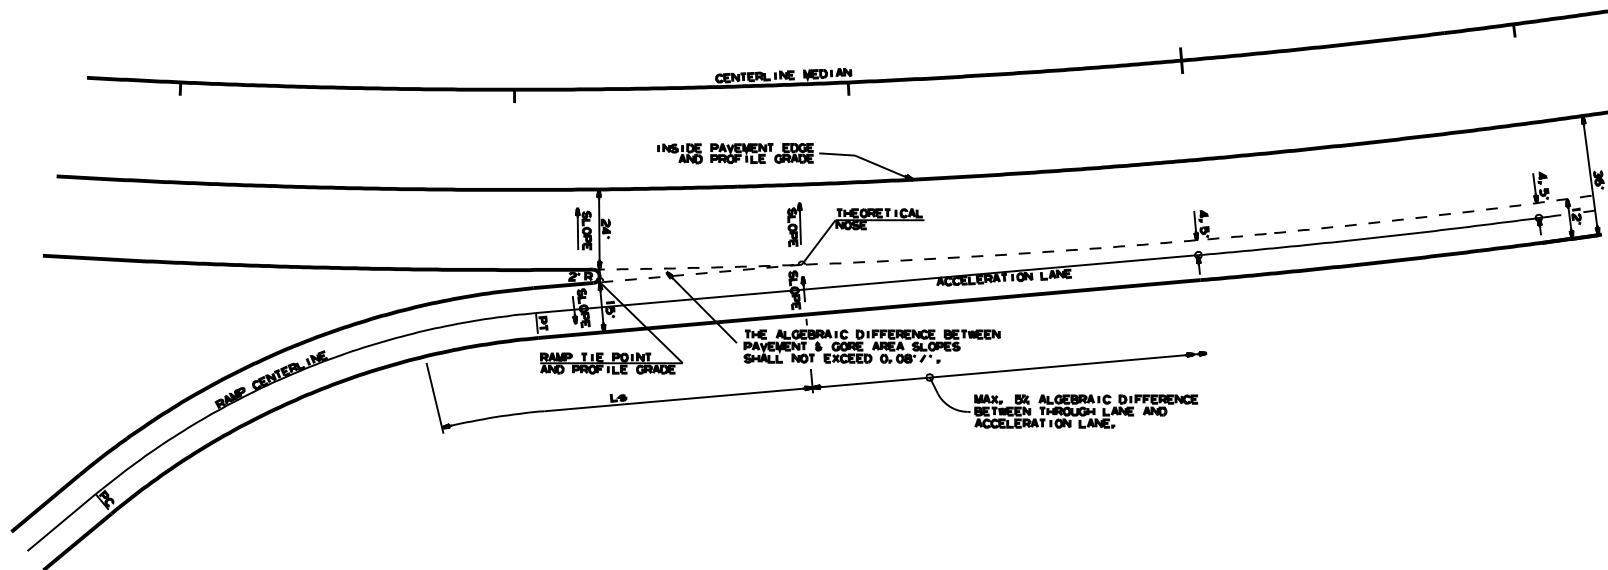 CENTERLINE MEDIAN
INSIDE PAVEMENT EDGE
AND PROFILE GRADE
THEORETICAL
NOSE
SLOPE
24'
SLOPE
4.5'
4.5'
36'
12'
2' R
SLOPE
15'
SLOPE
ACCELERATION LANE
PT
THE ALGEBRAIC DIFFERENCE BETWEEN
PAVEMENT & GORE AREA SLOPES
SHALL NOT EXCEED 0.08'/'.
RAMP TIE POINT
AND PROFILE GRADE
RAMP CENTERLINE
Ls
MAX. 5% ALGEBRAIC DIFFERENCE
BETWEEN THROUGH LANE AND
ACCELERATION LANE.
PC